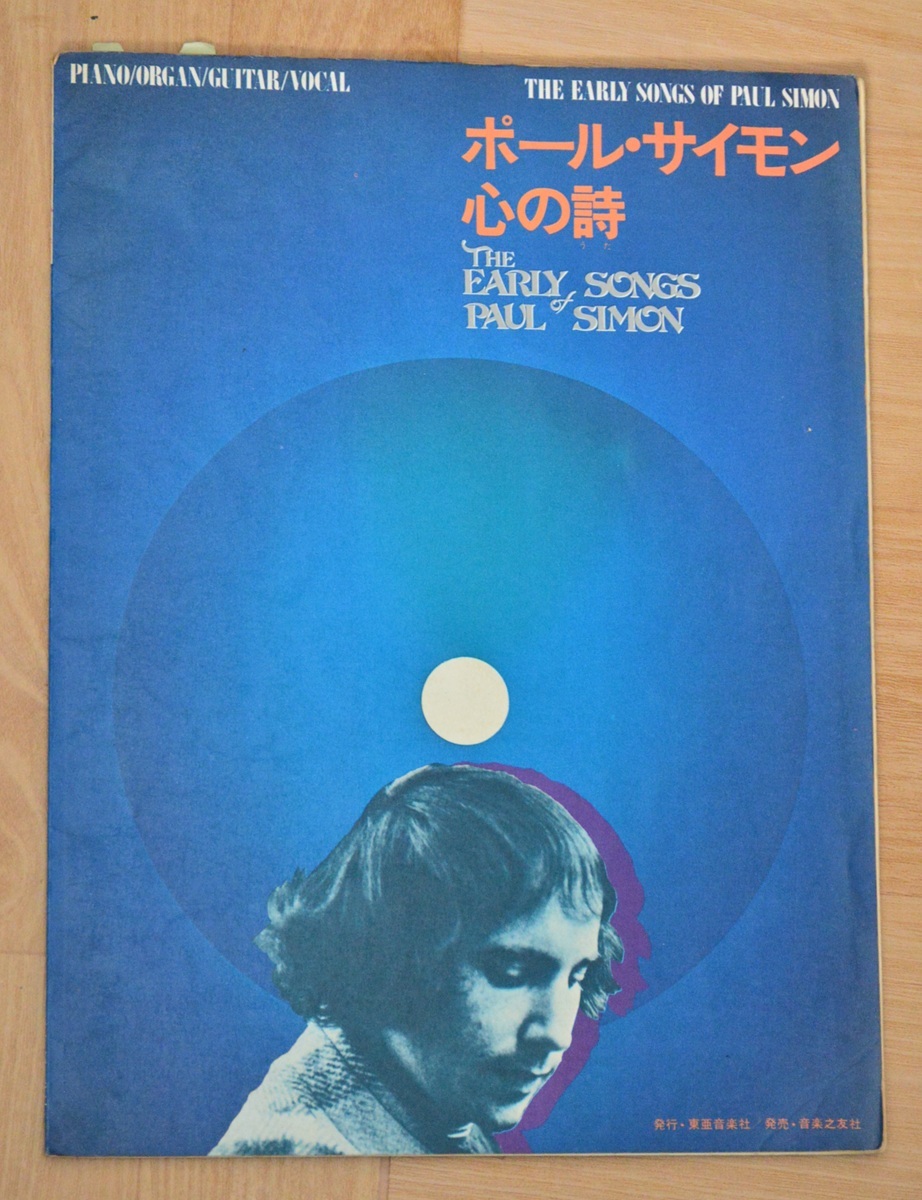 PIANO/ORGAN/GUITAR/VOCAL
THE EARLY SONGS OF PAUL SIMON
ポール・サイモン
心の詩
うた
THE
EARLY SONGS
of
PAUL SIMON
発行・東亜音楽社／発売・音楽之友社